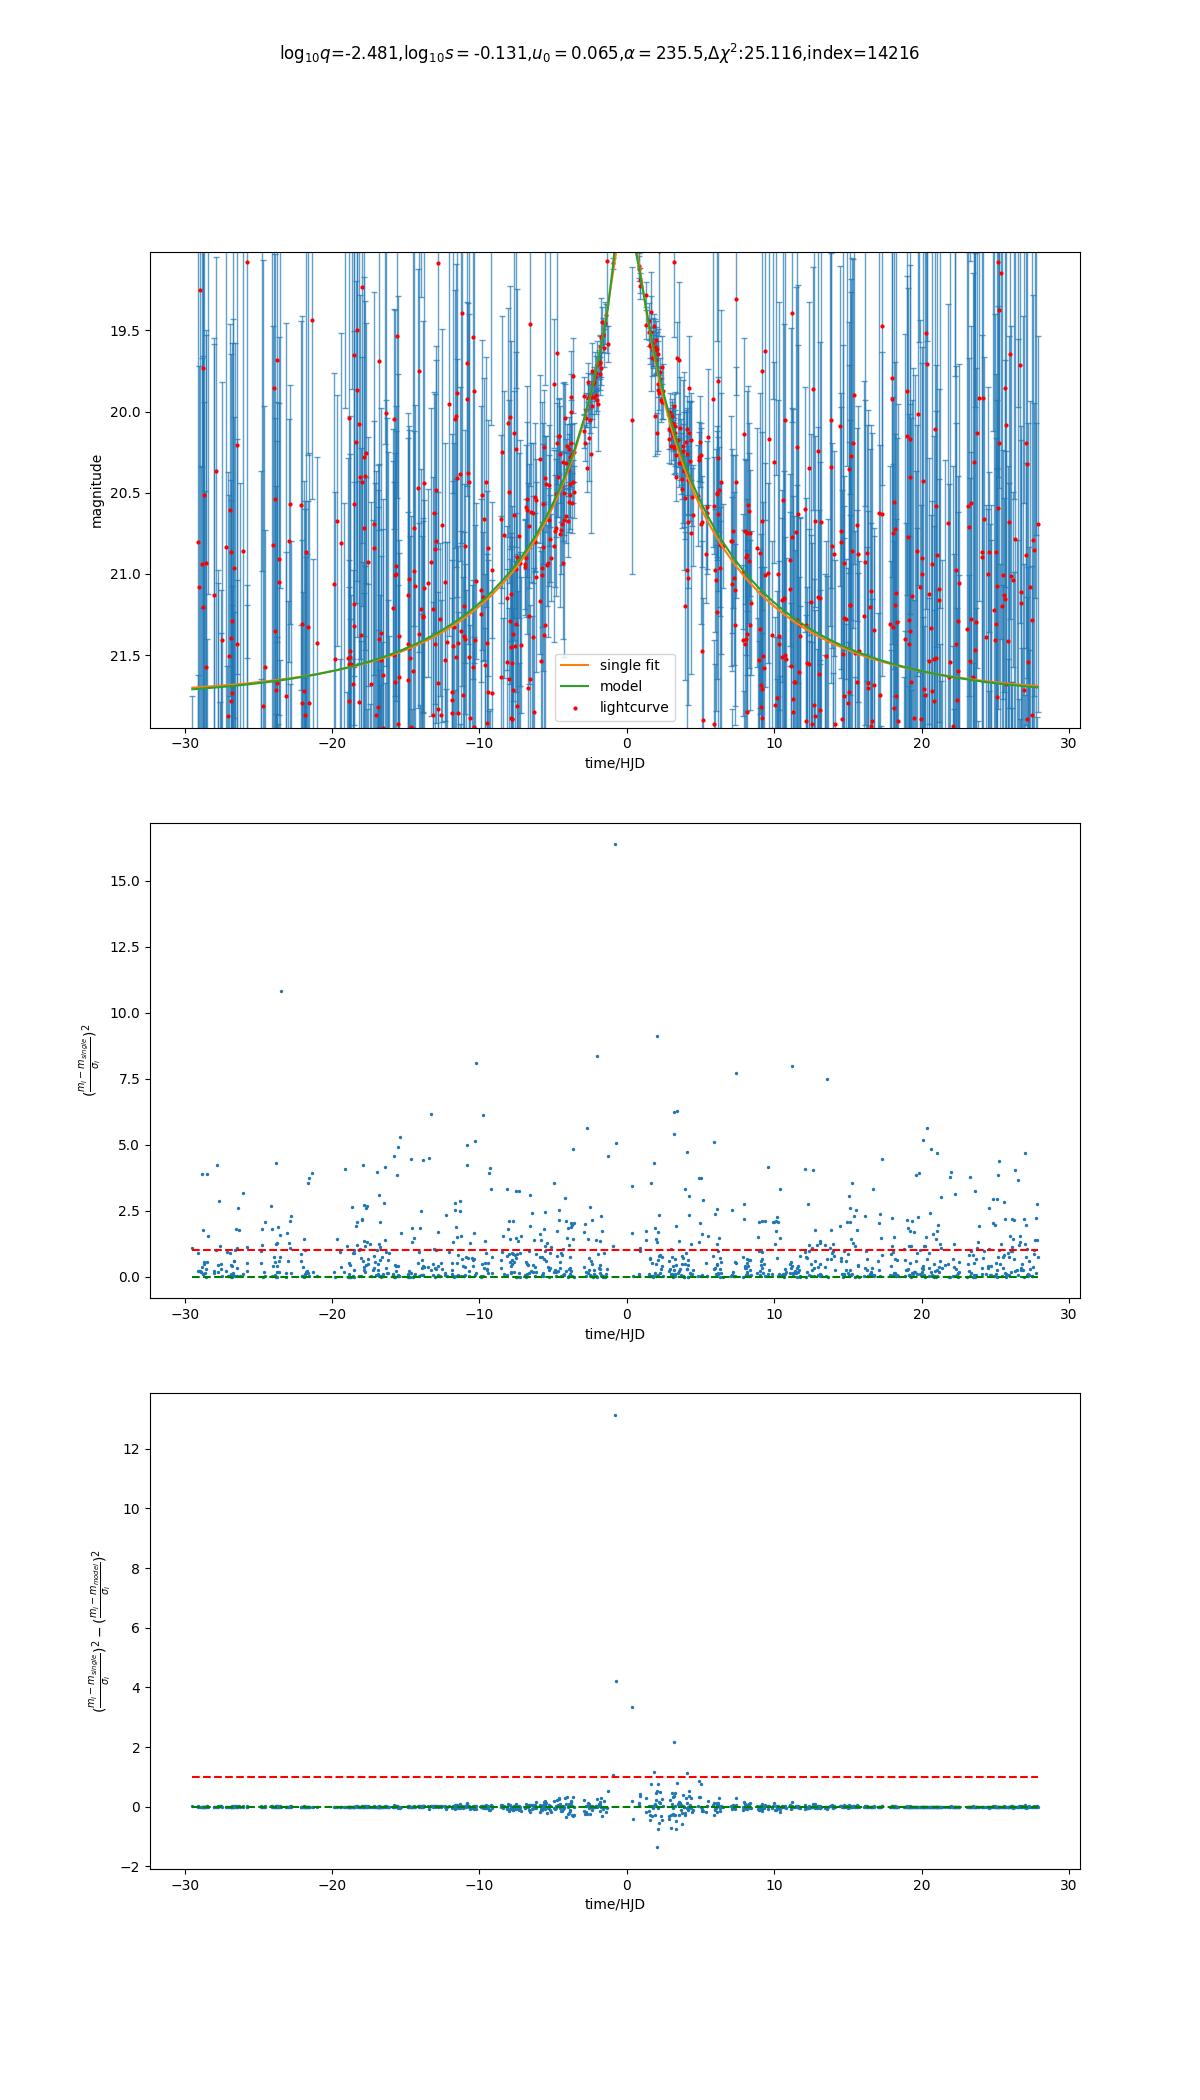 log₁₀q=-2.481,log₁₀s = -0.131,u₀ = 0.065,α = 235.5,Δχ²:25.116,index=14216
19.5
20.0
20.5
21.0
21.5
magnitude
single fit
model
lightcurve
−30 −20 −10 0 10 20 30
time/HJD
15.0
12.5
10.0
7.5
5.0
2.5
0.0
(mᵢ − m_single / σᵢ)²
−30 −20 −10 0 10 20 30
time/HJD
12
10
8
6
4
2
0
−2
(mᵢ − m_single / σᵢ)² − (mᵢ − m_model / σᵢ)²
−30 −20 −10 0 10 20 30
time/HJD